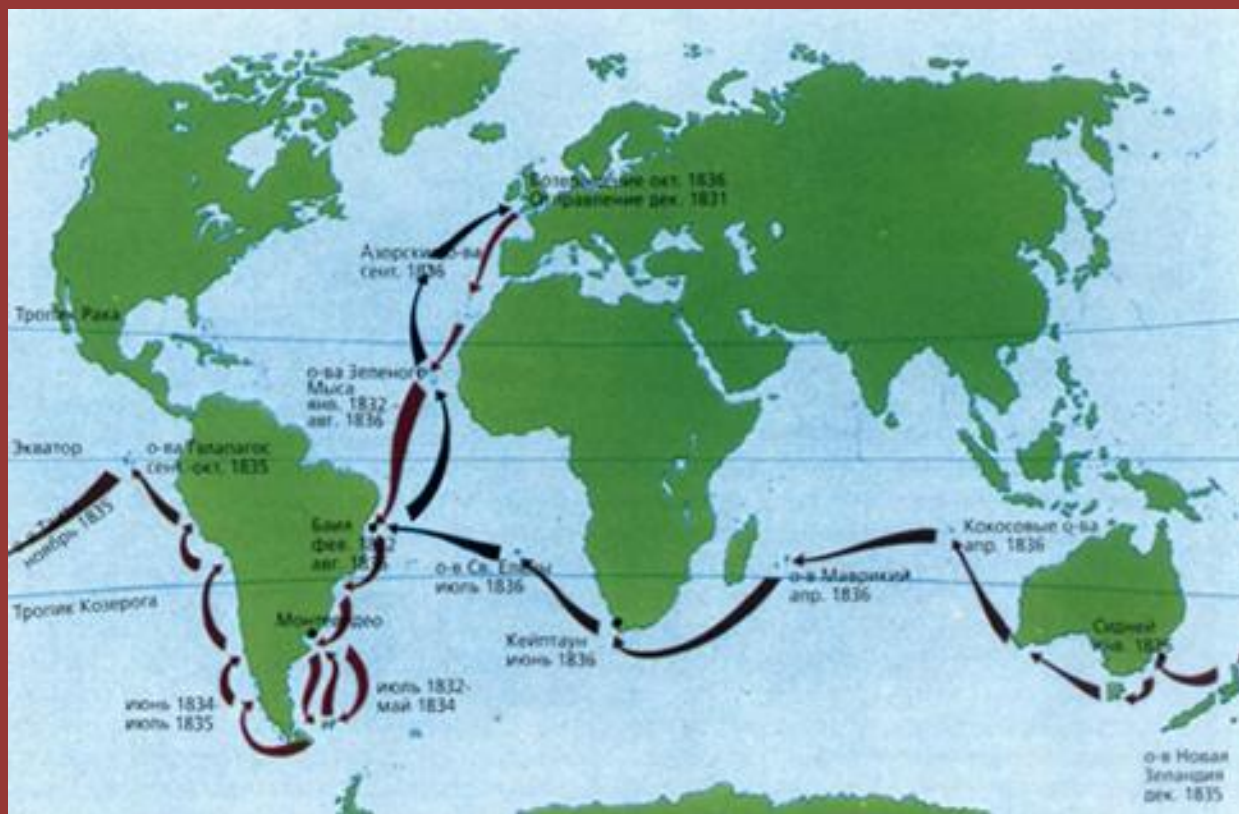 Возвращение окт. 1836
Отправление дек. 1831
Азорские о-ва
сент. 1836
Тропик Рака
о-ва Зеленого
Мыса
янв. 1832 -
авг. 1836
Экватор
о-ва Галапагос
сент.-окт. 1835
ноябрь 1835
Баия
фев.
авг.
о-в Св. Елены
июль 1836
Кокосовые о-ва
апр. 1836
о-в Маврикий
апр. 1836
Тропик Козерога
Монтевидео
Кейптаун
июнь 1836
Сидней
янв. 1836
июнь 1834-
июль 1835
июль 1832-
май 1834
о-в Новая
Зеландия
дек. 1835